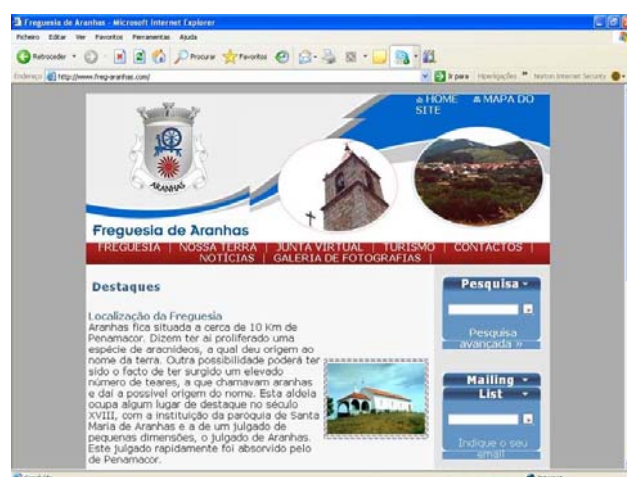 Freguesia de Aranhas - Microsoft Internet Explorer
Ficheiro Editar Ver Favoritos Ferramentas Ajuda
Retroceder Procurar Favoritos
Endereço http://www.freg-aranhas.com/ Ir para Hiperligações Norton Internet Security
HOME MAPA DO
SITE
ARANHAS
Freguesia de Aranhas
FREGUESIA | NOSSA TERRA | JUNTA VIRTUAL | TURISMO | CONTACTOS |
NOTÍCIAS | GALERIA DE FOTOGRAFIAS |
Destaques
Localização da Freguesia
Aranhas fica situada a cerca de 10 Km de
Penamacor. Dizem ter aí proliferado uma
espécie de aracnídeos, a qual deu origem ao
nome da terra. Outra possibilidade poderá ter
sido o facto de ter surgido um elevado
número de teares, a que chamavam aranhas
e daí a possível origem do nome. Esta aldeia
ocupa algum lugar de destaque no século
XVIII, com a instituição da paróquia de Santa
Maria de Aranhas e a de um julgado de
pequenas dimensões, o julgado de Aranhas.
Este julgado rapidamente foi absorvido pelo
de Penamacor.
Pesquisa
Pesquisa
avançada »
Mailing
List
Indique o seu
email